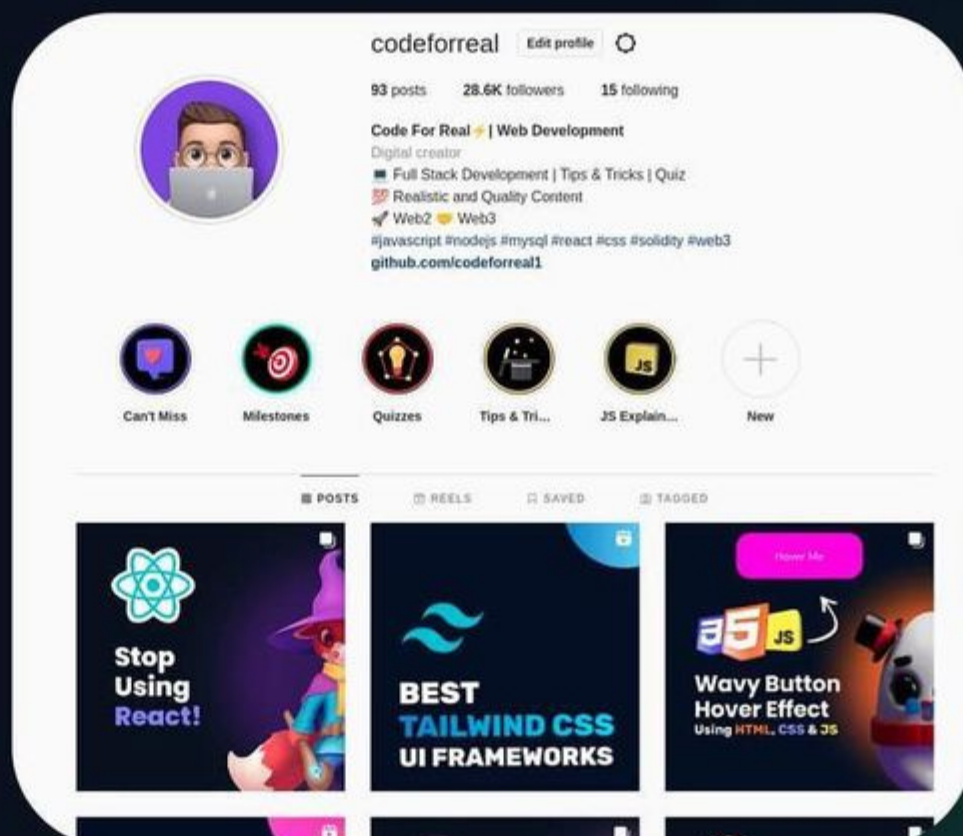 codeforreal Edit profile
93 posts 28.6K followers 15 following
Code For Real⚡| Web Development
Digital creator
💻 Full Stack Development | Tips & Tricks | Quiz
💯 Realistic and Quality Content
🚀 Web2 🤝 Web3
#javascript #nodejs #mysql #react #css #solidity #web3
github.com/codeforreal1
JS
Can't Miss Milestones Quizzes Tips & Tri... JS Explain... New
POSTS REELS SAVED TAGGED
Stop
Using
React!
BEST
TAILWIND CSS
UI FRAMEWORKS
Hover Me
5 JS
Wavy Button
Hover Effect
Using HTML, CSS & JS